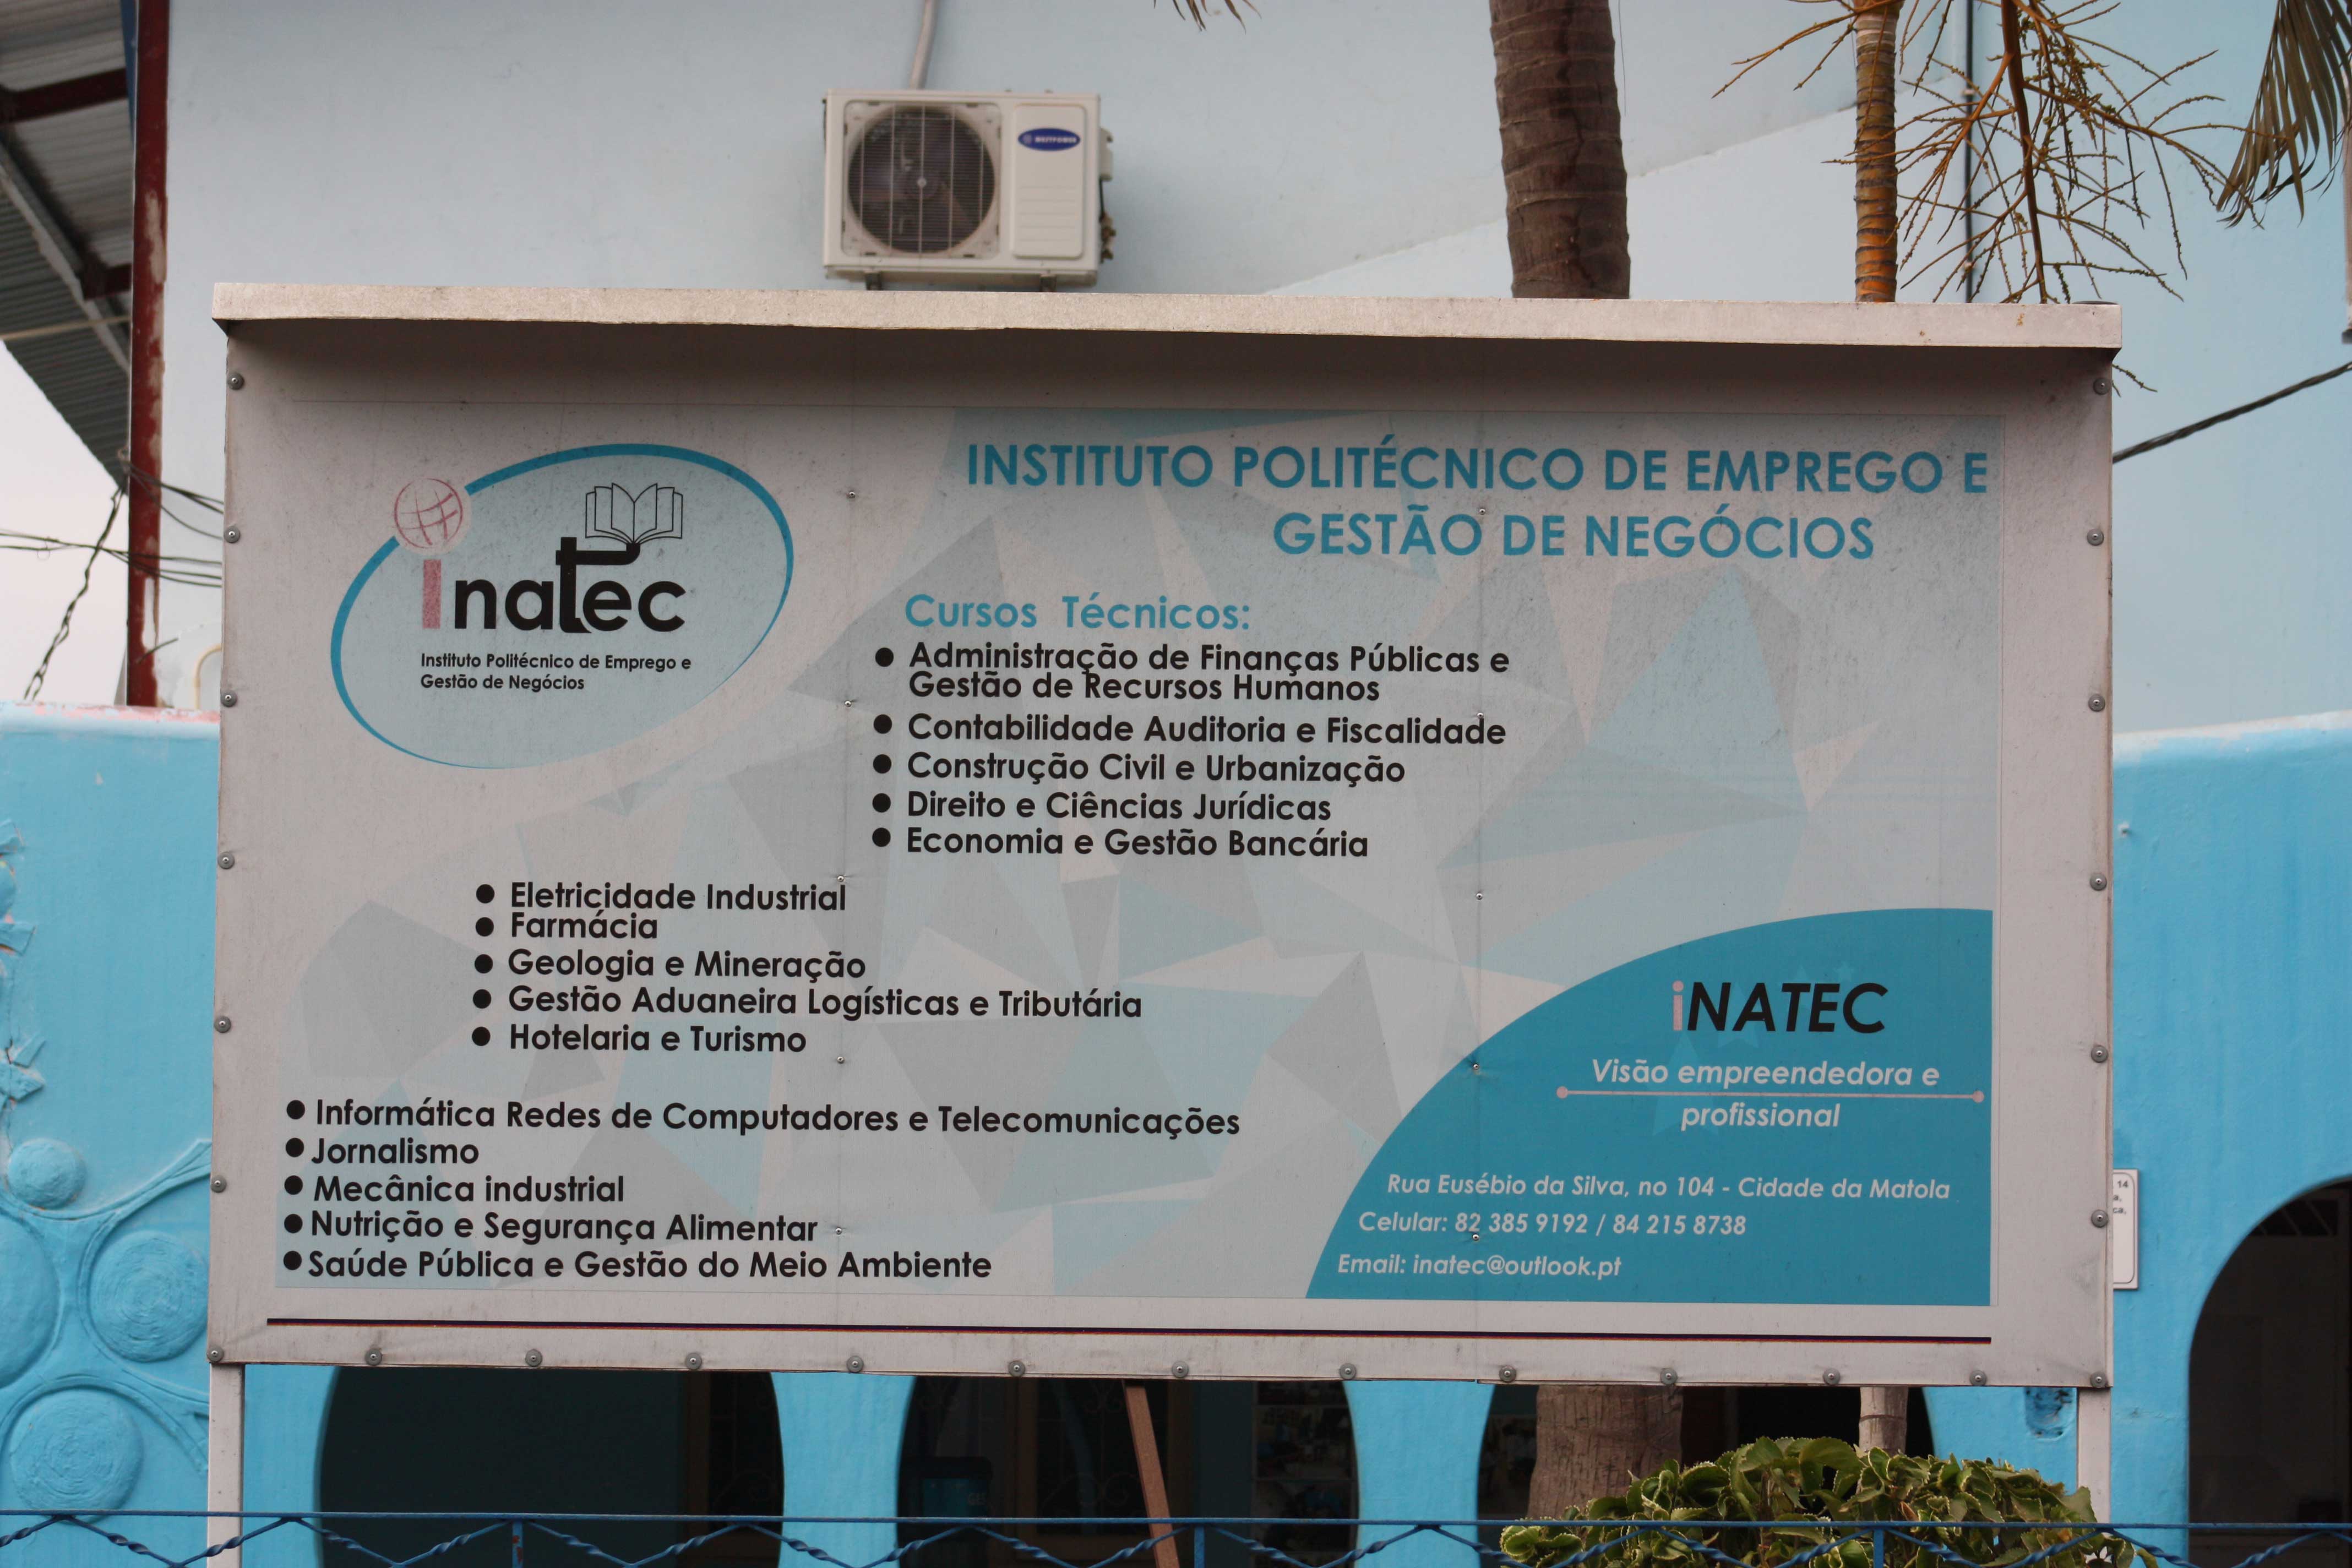 WESTPOINT
inatec
Instituto Politécnico de Emprego e
Gestão de Negócios
INSTITUTO POLITÉCNICO DE EMPREGO E
GESTÃO DE NEGÓCIOS
Cursos Técnicos:
● Administração de Finanças Públicas e
Gestão de Recursos Humanos
● Contabilidade Auditoria e Fiscalidade
● Construção Civil e Urbanização
● Direito e Ciências Jurídicas
● Economia e Gestão Bancária
● Eletricidade Industrial
● Farmácia
● Geologia e Mineração
● Gestão Aduaneira Logísticas e Tributária
● Hotelaria e Turismo
● Informática Redes de Computadores e Telecomunicações
● Jornalismo
● Mecânica industrial
● Nutrição e Segurança Alimentar
● Saúde Pública e Gestão do Meio Ambiente
iNATEC
Visão empreendedora e
profissional
Rua Eusébio da Silva, no 104 - Cidade da Matola
Celular: 82 385 9192 / 84 215 8738
Email: inatec@outlook.pt
14